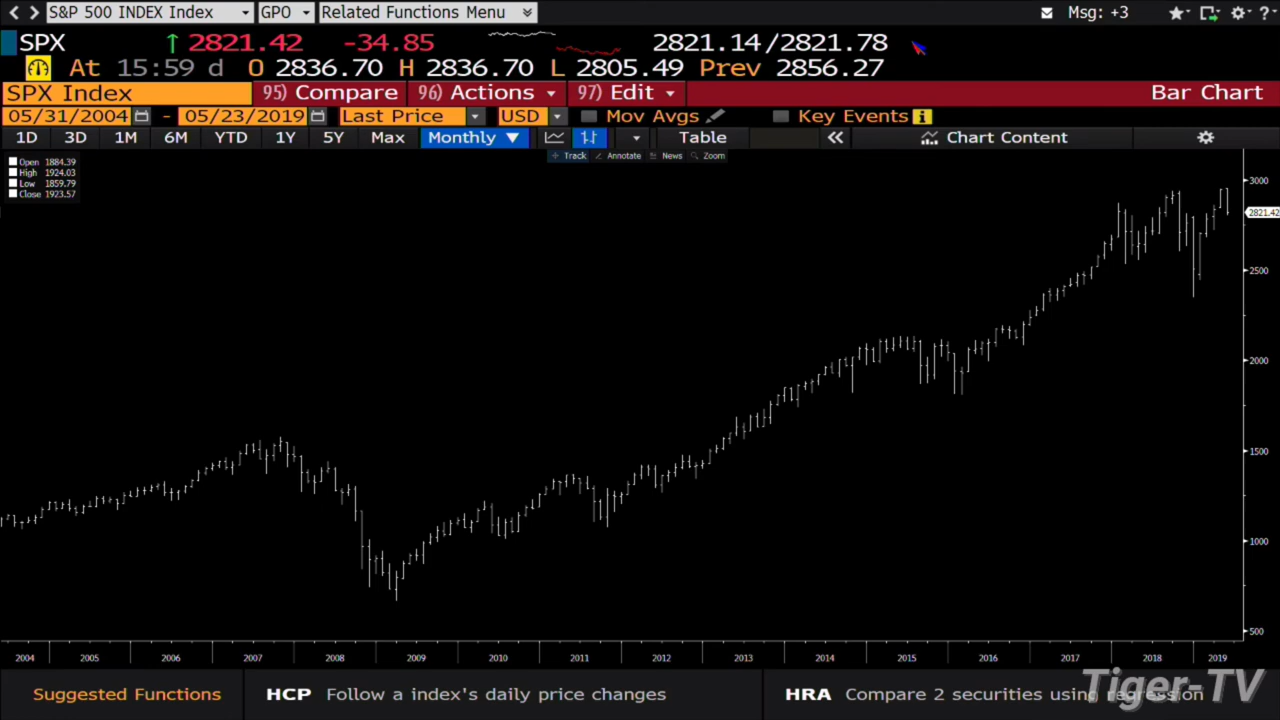 S&P 500 INDEX Index GPO Related Functions Menu Msg: +3 ?
SPX ↑ 2821.42 -34.85 2821.14/2821.78
At 15:59 d O 2836.70 H 2836.70 L 2805.49 Prev 2856.27
SPX Index 95) Compare 96) Actions 97) Edit Bar Chart
05/31/2004 - 05/23/2019 Last Price USD Mov Avgs Key Events i
1D 3D 1M 6M YTD 1Y 5Y Max Monthly ▼ Table « Chart Content
+ Track Annotate News Zoom
Open 1884.39
High 1924.03
Low 1859.79
Close 1923.57
3000
2821.42
2500
2000
1500
1000
500
2004 2005 2006 2007 2008 2009 2010 2011 2012 2013 2014 2015 2016 2017 2018 2019
Suggested Functions HCP Follow a index's daily price changes HRA Compare 2 securities using regression
Tiger-TV